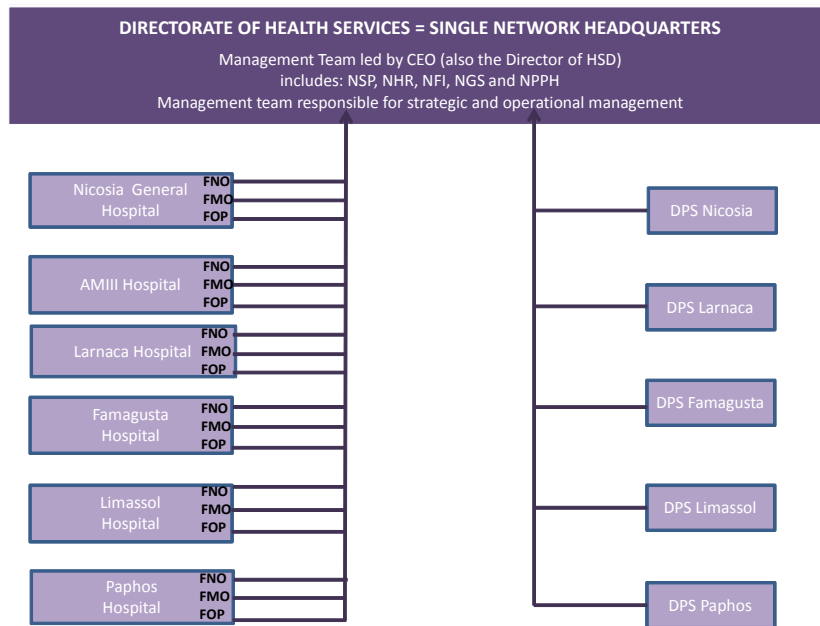 DIRECTORATE OF HEALTH SERVICES = SINGLE NETWORK HEADQUARTERS
Management Team led by CEO (also the Director of HSD)
includes: NSP, NHR, NFI, NGS and NPPH
Management team responsible for strategic and operational management
Nicosia General
Hospital
FNO
FMO
FOP
AMIII Hospital
FNO
FMO
FOP
Larnaca Hospital
FNO
FMO
FOP
Famagusta
Hospital
FNO
FMO
FOP
Limassol
Hospital
FNO
FMO
FOP
Paphos
Hospital
FNO
FMO
FOP
DPS Nicosia
DPS Larnaca
DPS Famagusta
DPS Limassol
DPS Paphos